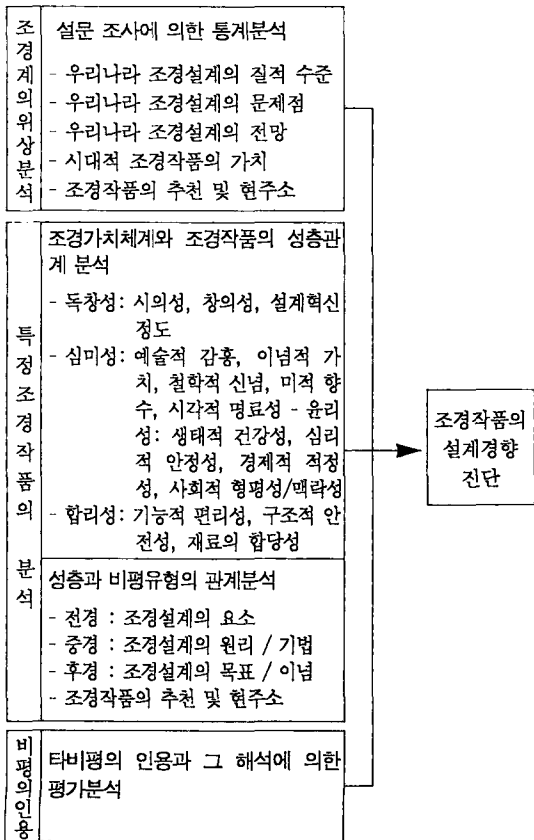 조경계의위상분석
설문 조사에 의한 통계분석
- 우리나라 조경설계의 질적 수준
- 우리나라 조경설계의 문제점
- 우리나라 조경설계의 전망
- 시대적 조경작품의 가치
- 조경작품의 추천 및 현주소
특정조경작품의 분석
조경가치체계와 조경작품의 성층관
계 분석
- 독창성: 시의성, 창의성, 설계혁신
정도
- 심미성: 예술적 감흥, 이념적 가
치, 철학적 신념, 미적 향
수, 시각적 명료성 - 윤리
성: 생태적 건강성, 심리
적 안정성, 경제적 적정
성, 사회적 형평성/맥락성
- 합리성: 기능적 편리성, 구조적 안
전성, 재료의 합당성
성층과 비평유형의 관계분석
- 전경 : 조경설계의 요소
- 중경 : 조경설계의 원리 / 기법
- 후경 : 조경설계의 목표 / 이념
- 조경작품의 추천 및 현주소
비평의인용
타비평의 인용과 그 해석에 의한
평가분석
조경작품의
설계경향
진단